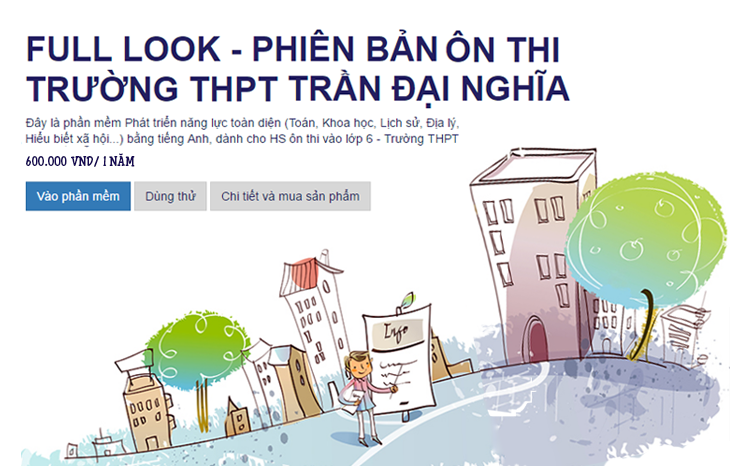 FULL LOOK - PHIÊN BẢN ÔN THI
TRƯỜNG THPT TRẦN ĐẠI NGHĨA
Đây là phần mềm Phát triển năng lực toàn diện (Toán, Khoa học, Lịch sử, Địa lý,
Hiểu biết xã hội...) bằng tiếng Anh, dành cho HS ôn thi vào lớp 6 - Trường THPT
600.000 VND/ 1 NĂM
Vào phần mềm Dùng thử Chi tiết và mua sản phẩm
Info